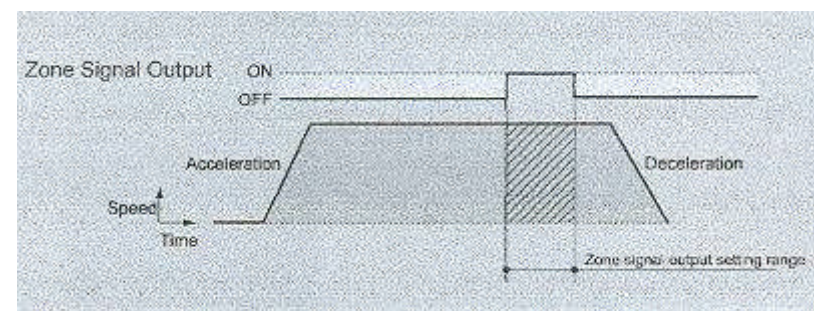 Zone Signal Output
ON
OFF
Acceleration
Deceleration
Speed
Time
Zone signal output setting range